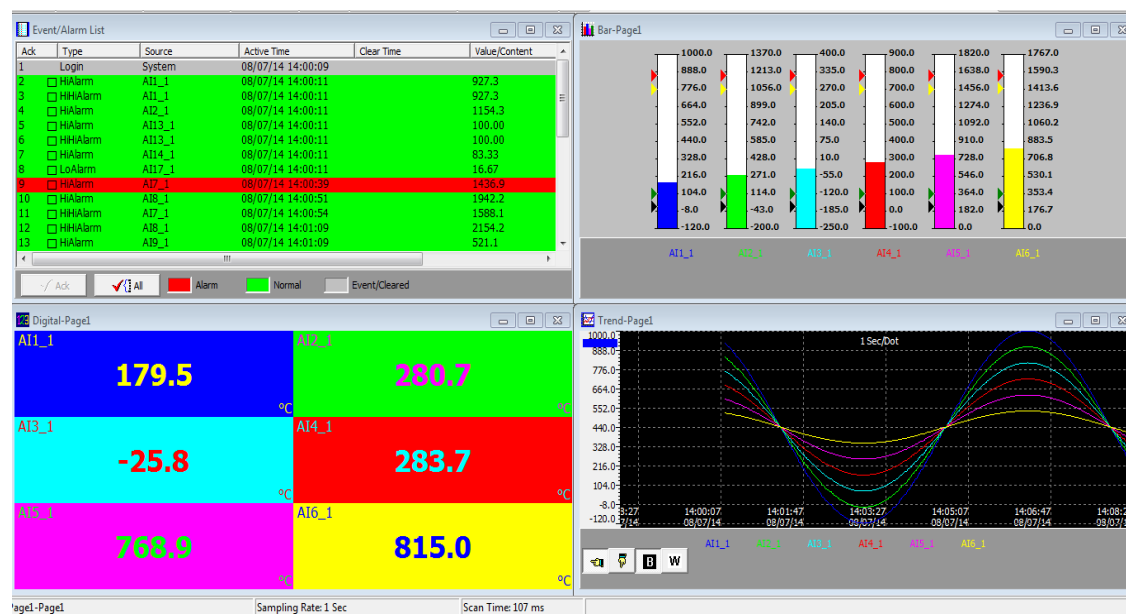 Event/Alarm List
Ack Type Source Active Time Clear Time Value/Content
1 Login System 08/07/14 14:00:09
2 HiAlarm AI1_1 08/07/14 14:00:11 927.3
3 HiHiAlarm AI1_1 08/07/14 14:00:11 927.3
4 HiAlarm AI2_1 08/07/14 14:00:11 1154.3
5 HiAlarm AI13_1 08/07/14 14:00:11 100.00
6 HiHiAlarm AI13_1 08/07/14 14:00:11 100.00
7 HiAlarm AI14_1 08/07/14 14:00:11 83.33
8 LoAlarm AI17_1 08/07/14 14:00:11 16.67
9 HiAlarm AI7_1 08/07/14 14:00:39 1436.9
10 HiAlarm AI8_1 08/07/14 14:00:51 1942.2
11 HiHiAlarm AI7_1 08/07/14 14:00:54 1588.1
12 HiHiAlarm AI8_1 08/07/14 14:01:09 2154.2
13 HiAlarm AI9_1 08/07/14 14:01:09 521.1
Ack All Alarm Normal Event/Cleared
Bar-Page1
1000.0 1370.0 400.0 900.0 1820.0 1767.0
888.0 1213.0 335.0 800.0 1638.0 1590.3
776.0 1056.0 270.0 700.0 1456.0 1413.6
664.0 899.0 205.0 600.0 1274.0 1236.9
552.0 742.0 140.0 500.0 1092.0 1060.2
440.0 585.0 75.0 400.0 910.0 883.5
328.0 428.0 10.0 300.0 728.0 706.8
216.0 271.0 -55.0 200.0 546.0 530.1
104.0 114.0 -120.0 100.0 364.0 353.4
-8.0 -43.0 -185.0 0.0 182.0 176.7
-120.0 -200.0 -250.0 -100.0 0.0 0.0
AI1_1 AI2_1 AI3_1 AI4_1 AI5_1 AI6_1
Digital-Page1
AI1_1
179.5
ºC
AI2_1
280.7
ºC
AI3_1
-25.8
ºC
AI4_1
283.7
ºC
AI5_1
768.9
ºC
AI6_1
815.0
ºC
Trend-Page1
1 Sec/Dot
1000.0
888.0
776.0
664.0
552.0
440.0
328.0
216.0
104.0
-8.0
-120.0
3:27 14:00:07 14:01:47 14:03:27 14:05:07 14:06:47 14:08:2
7/14 08/07/14 08/07/14 08/07/14 08/07/14 08/07/14 08/07/1
AI1_1 AI2_1 AI3_1 AI4_1 AI5_1 AI6_1
B W
age1-Page1 Sampling Rate: 1 Sec Scan Time: 107 ms